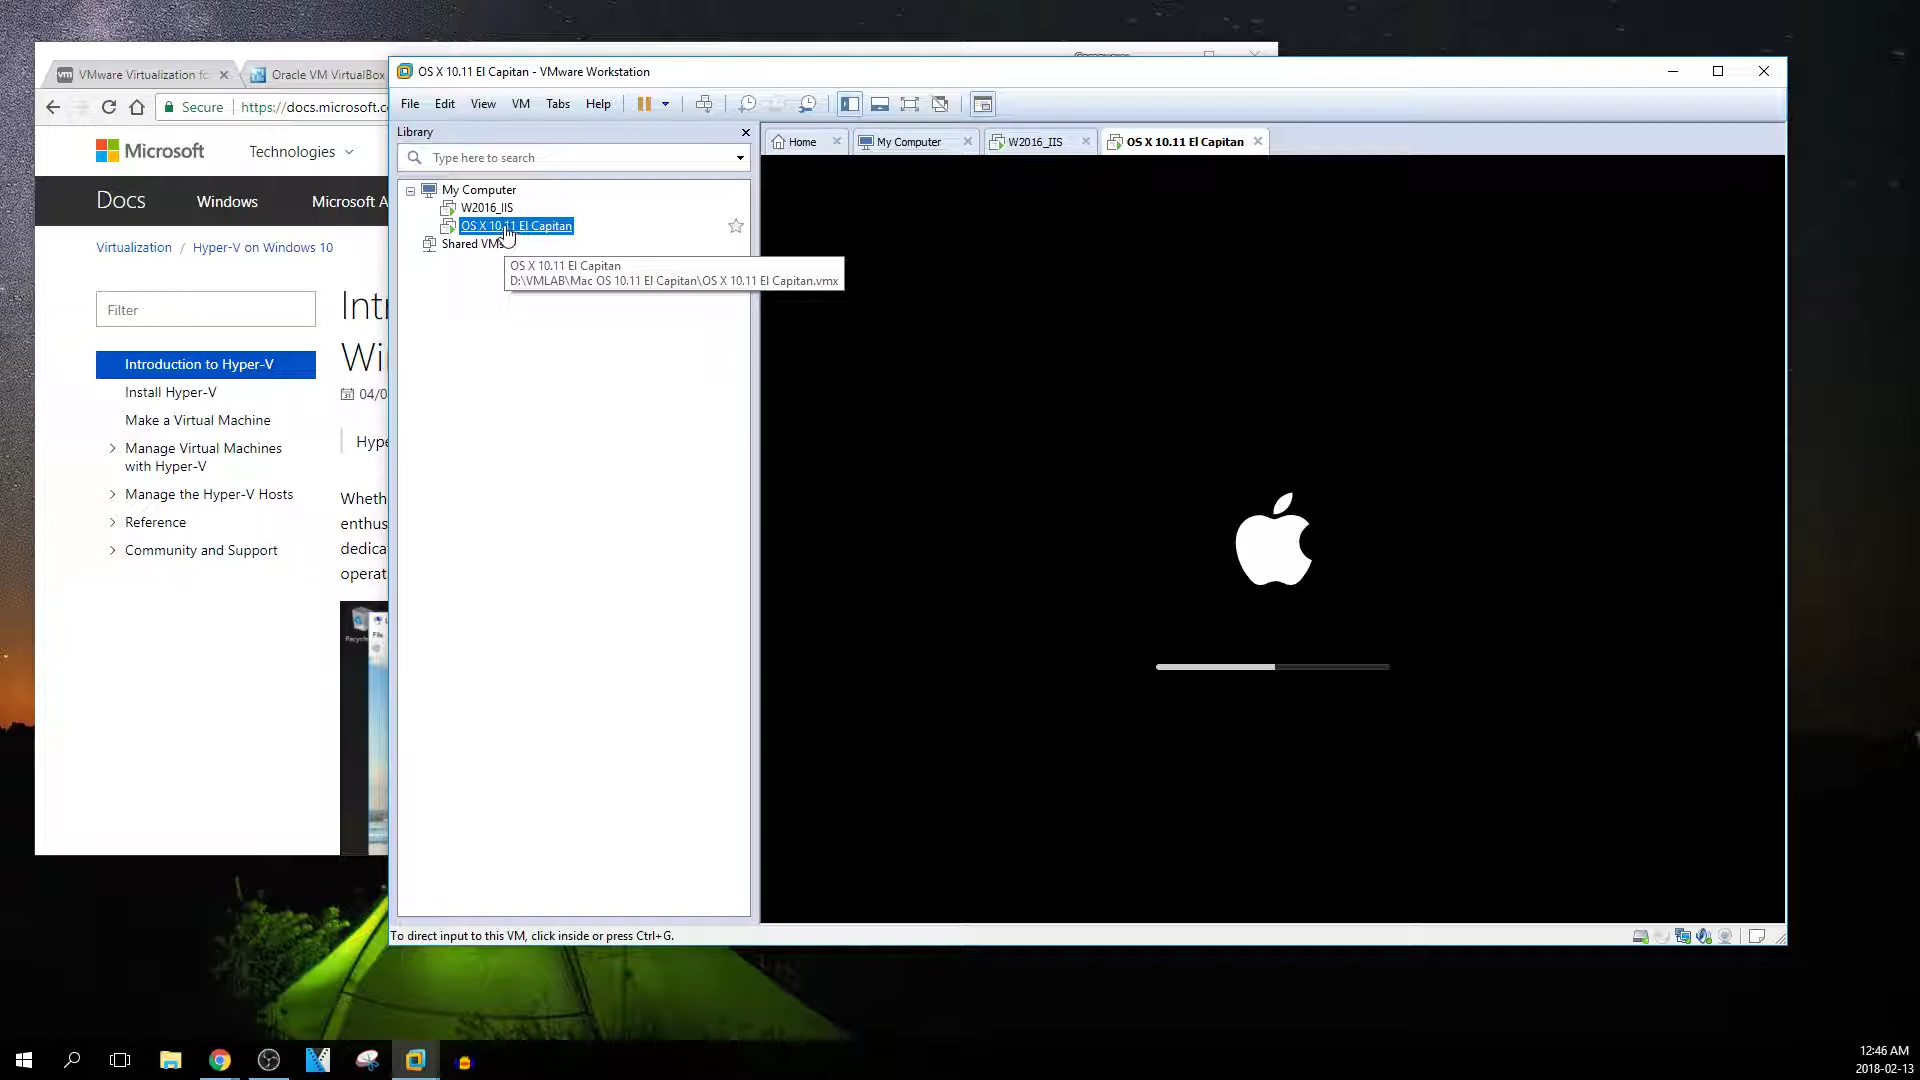 VMware Virtualization fo
Oracle VM VirtualBox
Secure
https://docs.microsoft.c
Microsoft
Technologies
Docs
Windows
Microsoft A
Virtualization / Hyper-V on Windows 10
Filter
Introduction to Hyper-V
Install Hyper-V
Make a Virtual Machine
Manage Virtual Machines
with Hyper-V
Manage the Hyper-V Hosts
Reference
Community and Support
Int
Wi
04/0
Hype
Wheth
enthus
dedica
operat
OS X 10.11 El Capitan - VMware Workstation
File
Edit
View
VM
Tabs
Help
Library
Type here to search
My Computer
W2016_IIS
OS X 10.11 El Capitan
Shared VMs
OS X 10.11 El Capitan
D:\VMLAB\Mac OS 10.11 El Capitan\OS X 10.11 El Capitan.vmx
Home
My Computer
W2016_IIS
OS X 10.11 El Capitan
To direct input to this VM, click inside or press Ctrl+G.
12:46 AM
2018-02-13